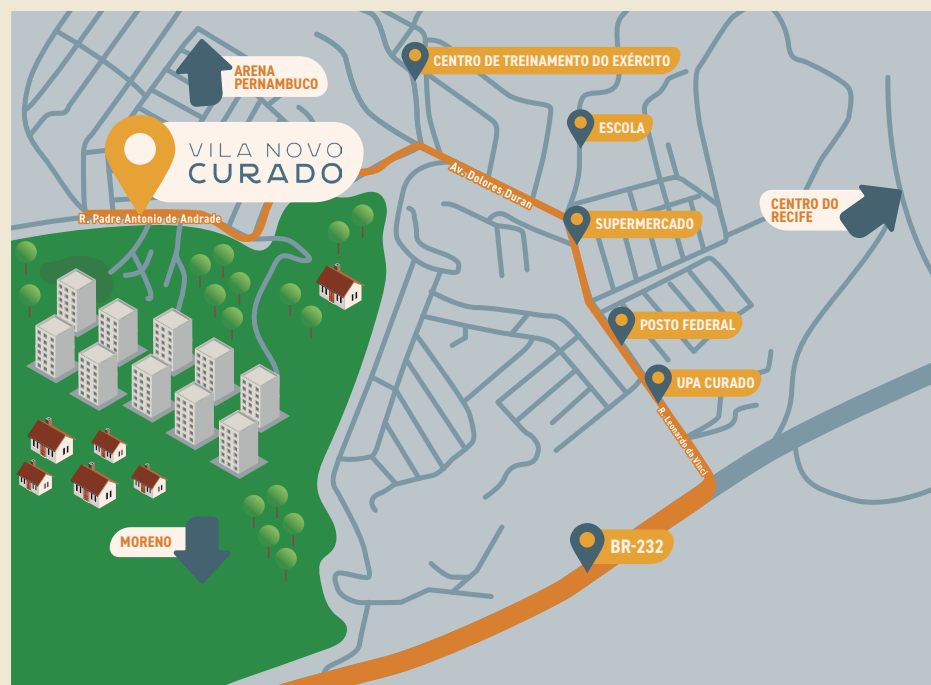 CENTRO DE TREINAMENTO DO EXÉRCITO
ARENA
PERNAMBUCO
ESCOLA
VILA NOVO
CURADO
Av. Dolores Duran
CENTRO DO
RECIFE
R. Padre Antonio de Andrade
SUPERMERCADO
POSTO FEDERAL
UPA CURADO
R. Leonardo da Vinci
MORENO
BR-232